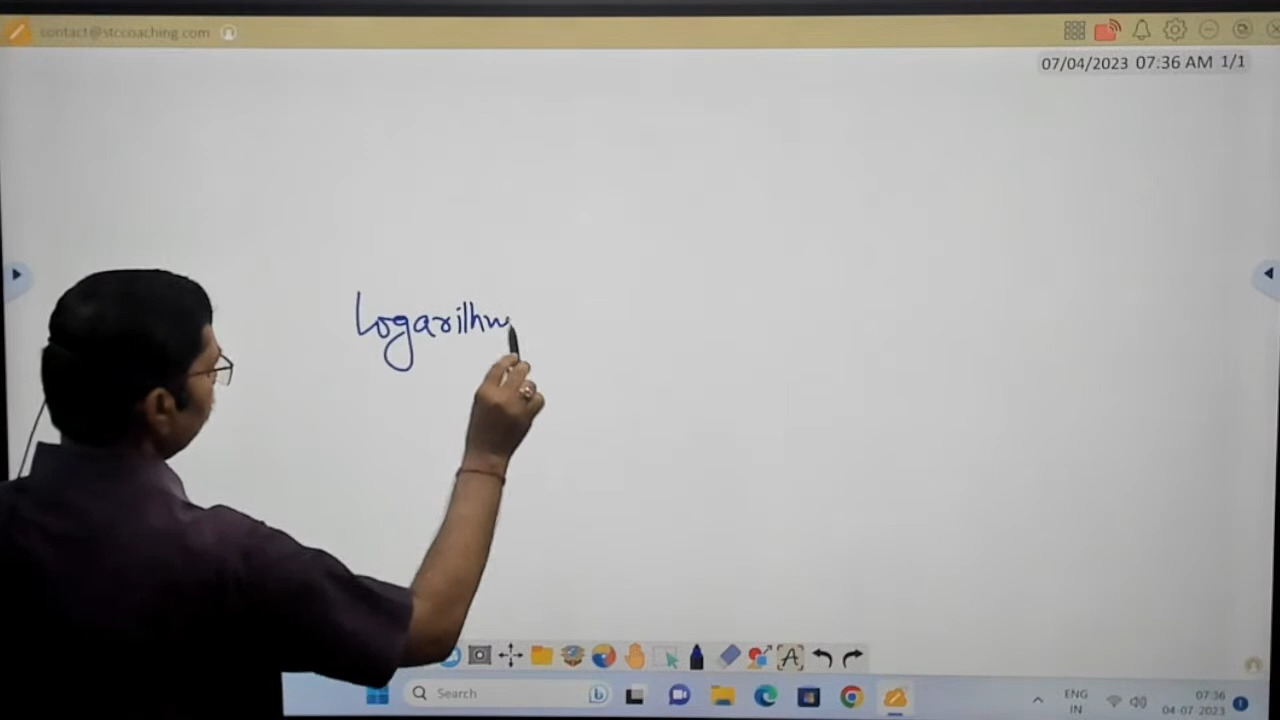 contact@stccoaching.com
07/04/2023 07:36 AM 1/1
Logarithm
Search
ENG
IN
07:36
04-07-2023